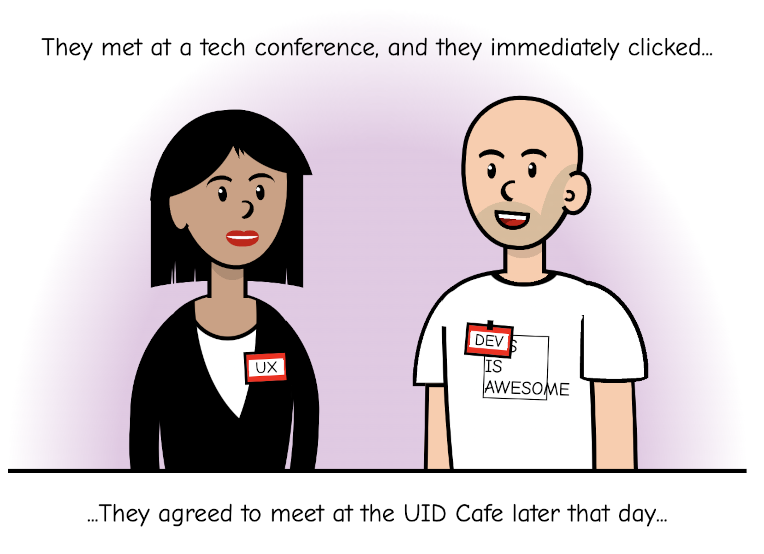 They met at a tech conference, and they immediately clicked...
UX
DEV
S
IS
AWESOME
...They agreed to meet at the UID Cafe later that day...